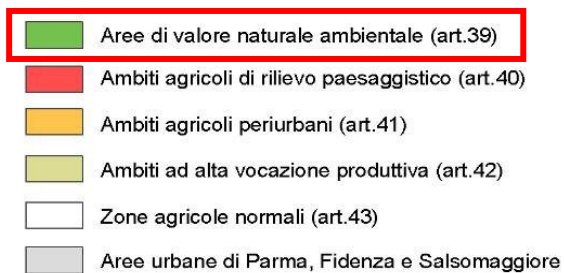 Aree di valore naturale ambientale (art.39)
Ambiti agricoli di rilievo paesaggistico (art.40)
Ambiti agricoli periurbani (art.41)
Ambiti ad alta vocazione produttiva (art.42)
Zone agricole normali (art.43)
Aree urbane di Parma, Fidenza e Salsomaggiore